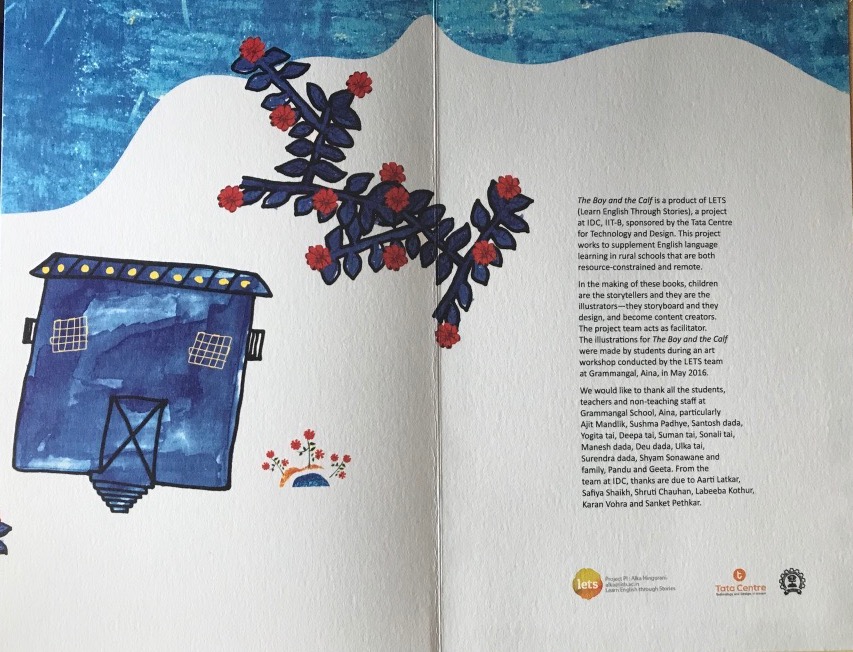 The Boy and the Calf is a product of LETS
(Learn English Through Stories), a project
at IDC, IIT-B, sponsored by the Tata Centre
for Technology and Design. This project
works to supplement English language
learning in rural schools that are both
resource-constrained and remote.
In the making of these books, children
are the storytellers and they are the
illustrators—they storyboard and they
design, and become content creators.
The project team acts as facilitator.
The illustrations for The Boy and the Calf
were made by students during an art
workshop conducted by the LETS team
at Grammangal, Aina, in May 2016.
We would like to thank all the students,
teachers and non-teaching staff at
Grammangal School, Aina, particularly
Ajit Mandlik, Sushma Padhye, Santosh dada,
Yogita tai, Deepa tai, Suman tai, Sonali tai,
Manesh dada, Deu dada, Ulka tai,
Surendra dada, Shyam Sonawane and
family, Pandu and Geeta. From the
team at IDC, thanks are due to Aarti Latkar,
Safiya Shaikh, Shruti Chauhan, Labeeba Kothur,
Karan Vohra and Sanket Pethkar.
lets
Project PI: Alka Hingorani
Learn English through Stories
t
Tata Centre